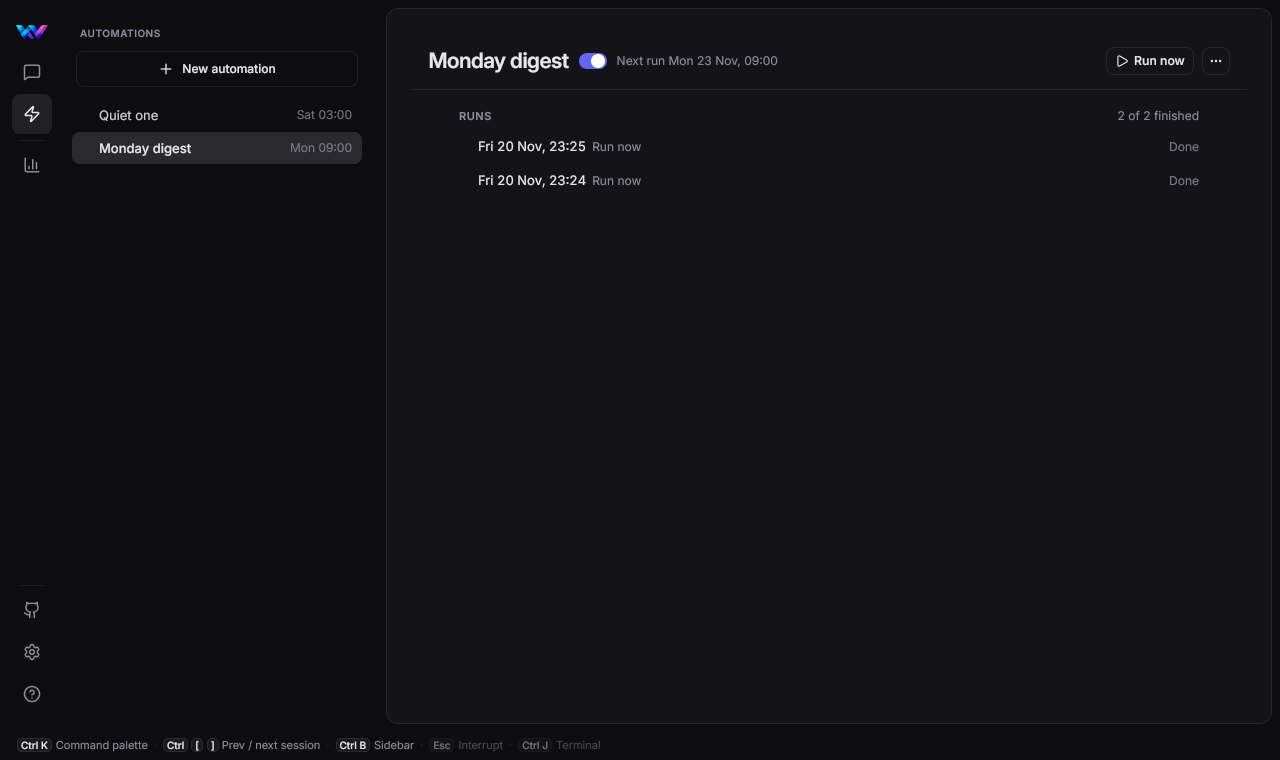 AUTOMATIONS
New automation
Quiet one Sat 03:00
Monday digest Mon 09:00
Monday digest Next run Mon 23 Nov, 09:00 Run now
RUNS 2 of 2 finished
Fri 20 Nov, 23:25 Run now Done
Fri 20 Nov, 23:24 Run now Done
Ctrl K Command palette · Ctrl [ ] Prev / next session · Ctrl B Sidebar · Esc Interrupt · Ctrl J Terminal